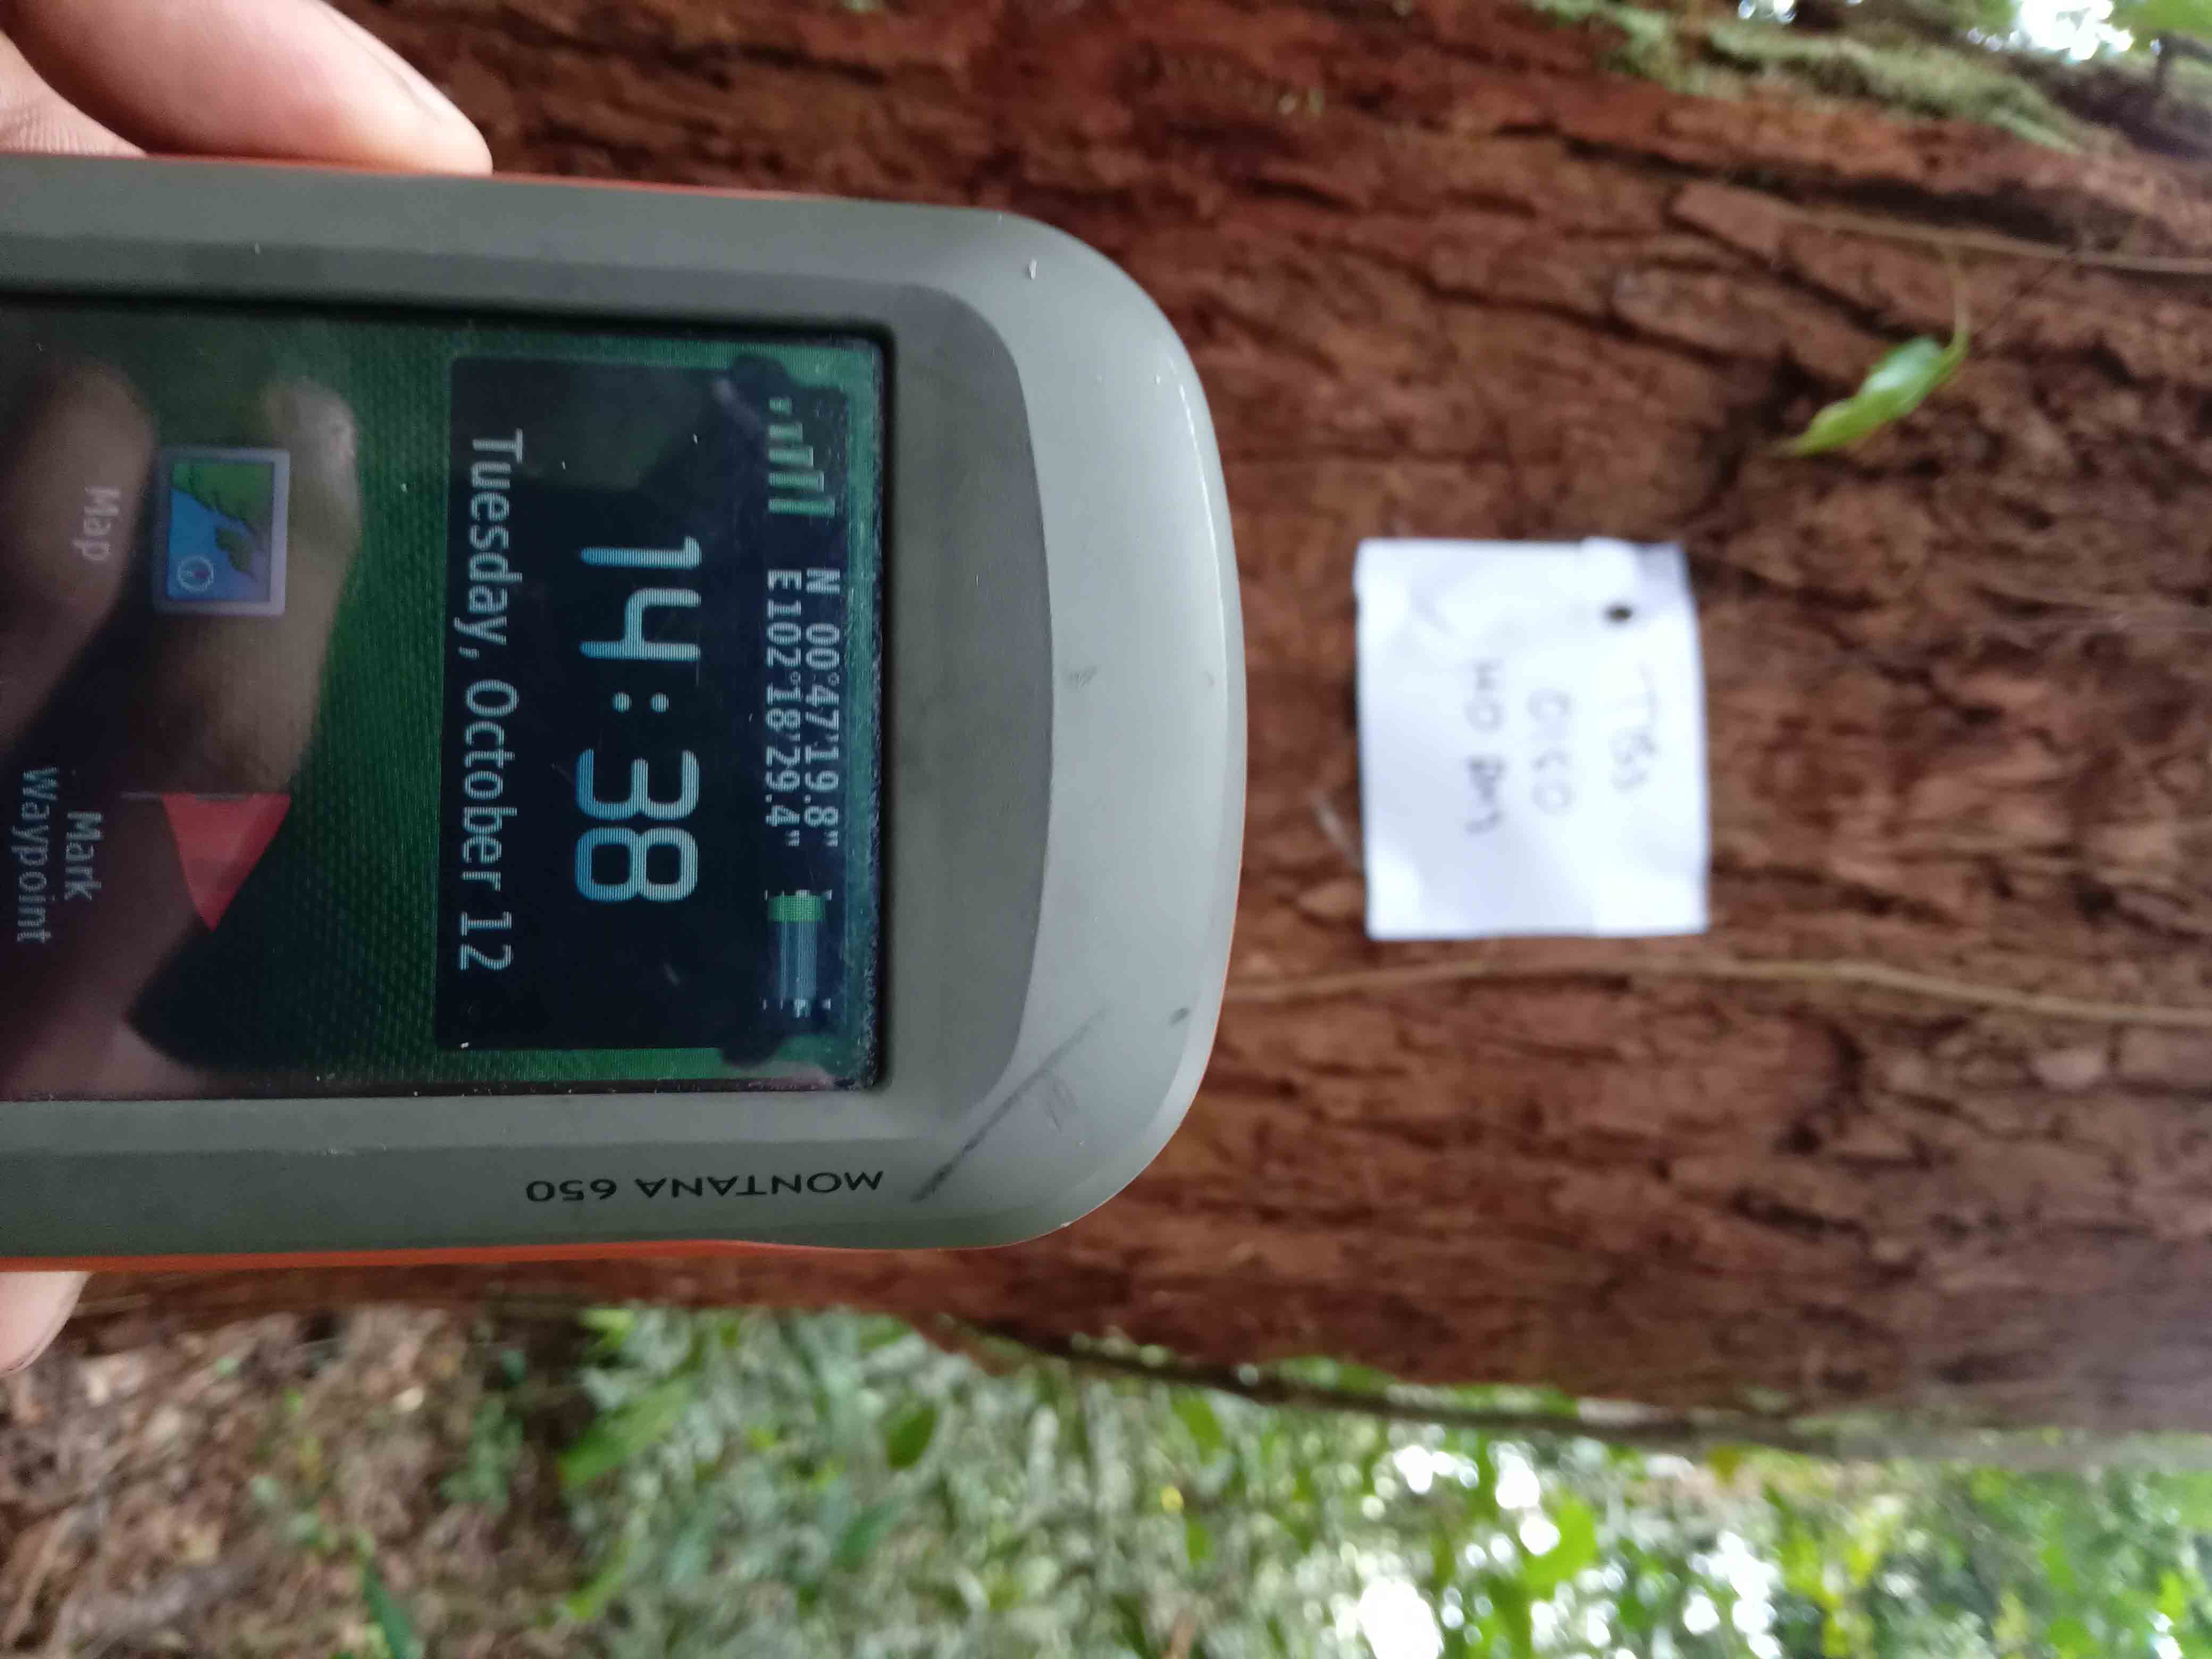 N 00°47'19.8"
E102°18'29.4"
14:38
Tuesday, October 12
MONTANA 650
Map
Mark
Waypoint